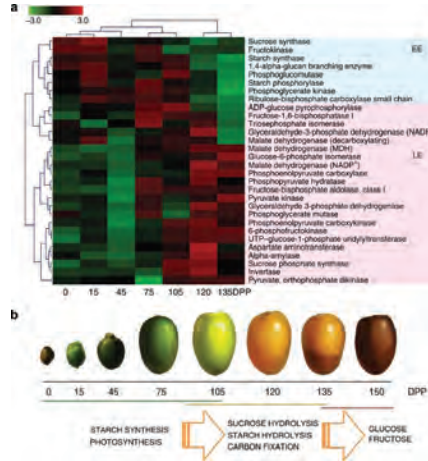 a
-3.0 3.0
Sucrose synthase
Fructokinase
EE
Starch synthase
1,4-alpha-glucan branching enzyme
Phosphoglucomutase
Starch phosphorylase
Phosphoglycerate kinase
Ribulose-bisphosphate carboxylase small chain
ADP-glucose pyrophosphorylase
Fructose-1,6-bisphosphatase I
Triosephosphate isomerase
Glyceraldehyde-3-phosphate dehydrogenase (NADP
Malate dehydrogenase (decarboxylating)
Malate dehydrogenase (MDH)
Glucose-6-phosphate isomerase
LE
Malate dehydrogenase (NADP+)
Phosphoenolpyruvate carboxylase
Phosphopyruvate hydratase
Fructose-bisphosphate aldolase, class I
Pyruvate kinase
Glyceraldehyde 3-phosphate dehydrogenase
Phosphoglycerate mutase
Phosphoenolpyruvate carboxykinase
6-phosphofructokinase
UTP-glucose-1-phosphate uridylyltransferase
Aspartate aminotransferase
Alpha-amylase
Sucrose phosphate synthase
Invertase
Pyruvate, orthophosphate dikinase
0 15 45 75 105 120 135DPP
b
0 15 45 75 105 120 135 150 DPP
STARCH SYNTHESIS
PHOTOSYNTHESIS
SUCROSE HYDROLYSIS
STARCH HYDROLYSIS
CARBON FIXATION
GLUCOSE
FRUCTOSE